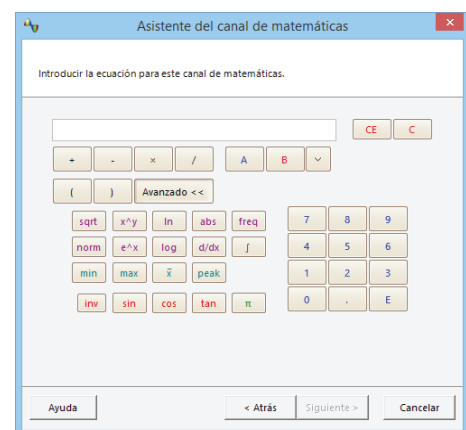 Asistente del canal de matemáticas
Introducir la ecuación para este canal de matemáticas.
CE C
+ - × / A B
( ) Avanzado <<
sqrt x^y ln abs freq 7 8 9
norm e^x log d/dx ∫ 4 5 6
min max x̄ peak 1 2 3
inv sin cos tan π 0 . E
Ayuda < Atrás Siguiente > Cancelar